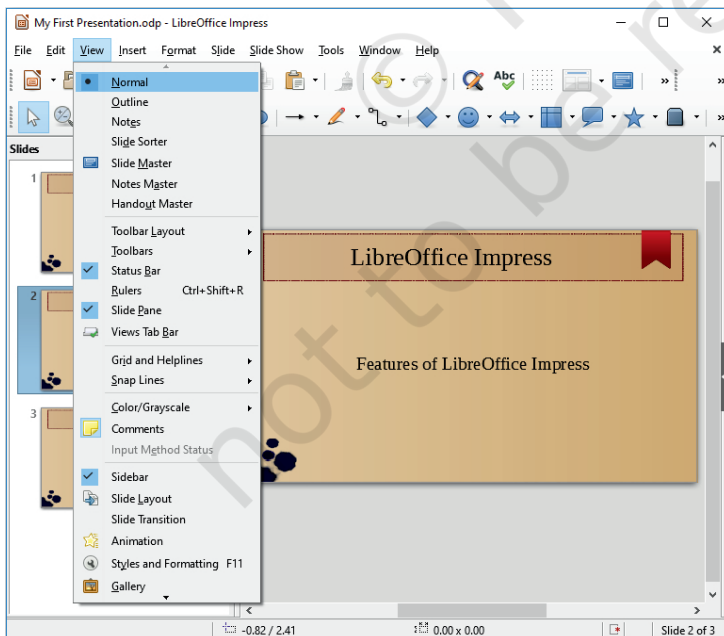 My First Presentation.odp - LibreOffice Impress
File Edit View Insert Format Slide Slide Show Tools Window Help
Abc
Normal
Outline
Notes
Slide Sorter
Slide Master
Notes Master
Handout Master
Toolbar Layout
Toolbars
Status Bar
Rulers Ctrl+Shift+R
Slide Pane
Views Tab Bar
Grid and Helplines
Snap Lines
Color/Grayscale
Comments
Input Method Status
Sidebar
Slide Layout
Slide Transition
Animation
Styles and Formatting F11
Gallery
Slides
1
2
3
LibreOffice Impress
Features of LibreOffice Impress
-0.82 / 2.41 0.00 x 0.00 Slide 2 of 3
© not to be re